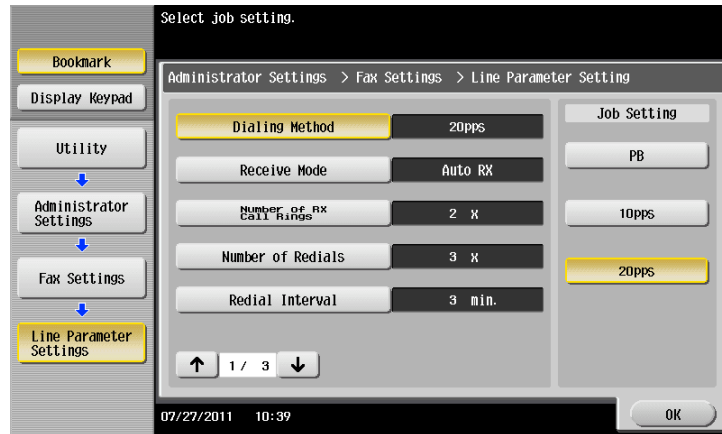 Select job setting.
Bookmark
Display Keypad
Utility
Administrator
Settings
Fax Settings
Line Parameter
Settings
Administrator Settings > Fax Settings > Line Parameter Setting
Dialing Method
20pps
Receive Mode
Auto RX
Number of RX
Call Rings
2 X
Number of Redials
3 X
Redial Interval
3 min.
↑ 1/ 3 ↓
Job Setting
PB
10pps
20pps
07/27/2011 10:39
OK